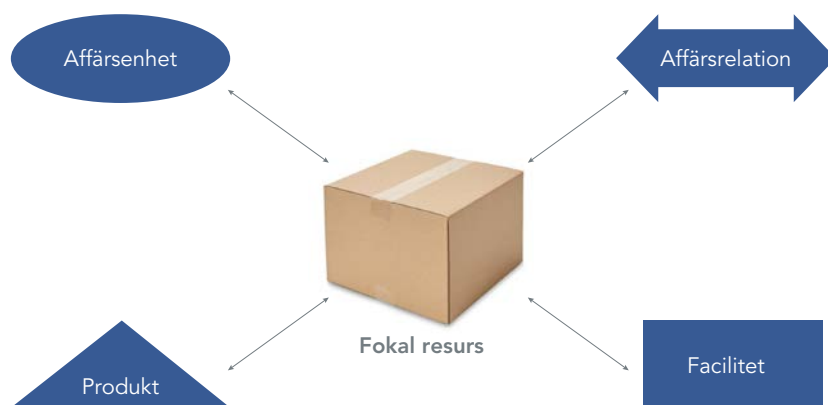 Affärsenhet
Affärsrelation
Fokal resurs
Produkt
Facilitet